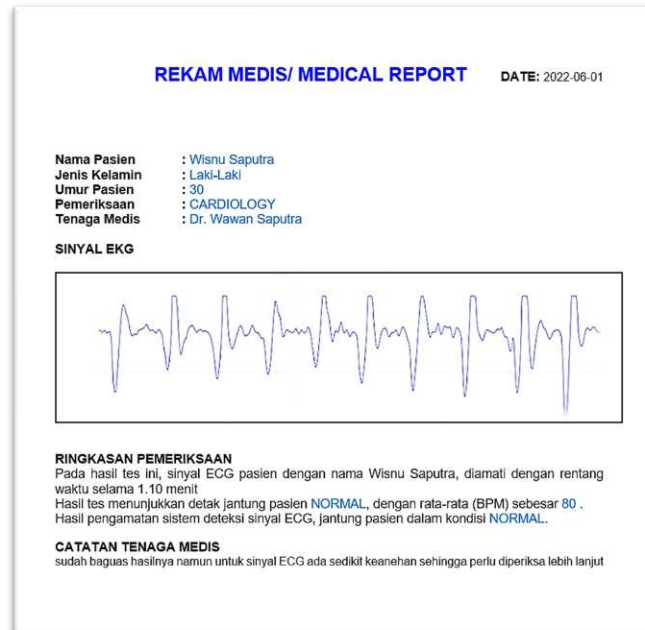 REKAM MEDIS/ MEDICAL REPORT DATE: 2022-06-01
Nama Pasien : Wisnu Saputra
Jenis Kelamin : Laki-Laki
Umur Pasien : 30
Pemeriksaan : CARDIOLOGY
Tenaga Medis : Dr. Wawan Saputra
SINYAL EKG
RINGKASAN PEMERIKSAAN
Pada hasil tes ini, sinyal ECG pasien dengan nama Wisnu Saputra, diamati dengan rentang
waktu selama 1.10 menit
Hasil tes menunjukkan detak jantung pasien NORMAL, dengan rata-rata (BPM) sebesar 80 .
Hasil pengamatan sistem deteksi sinyal ECG, jantung pasien dalam kondisi NORMAL.
CATATAN TENAGA MEDIS
sudah baguas hasilnya namun untuk sinyal ECG ada sedikit keanehan sehingga perlu diperiksa lebih lanjut